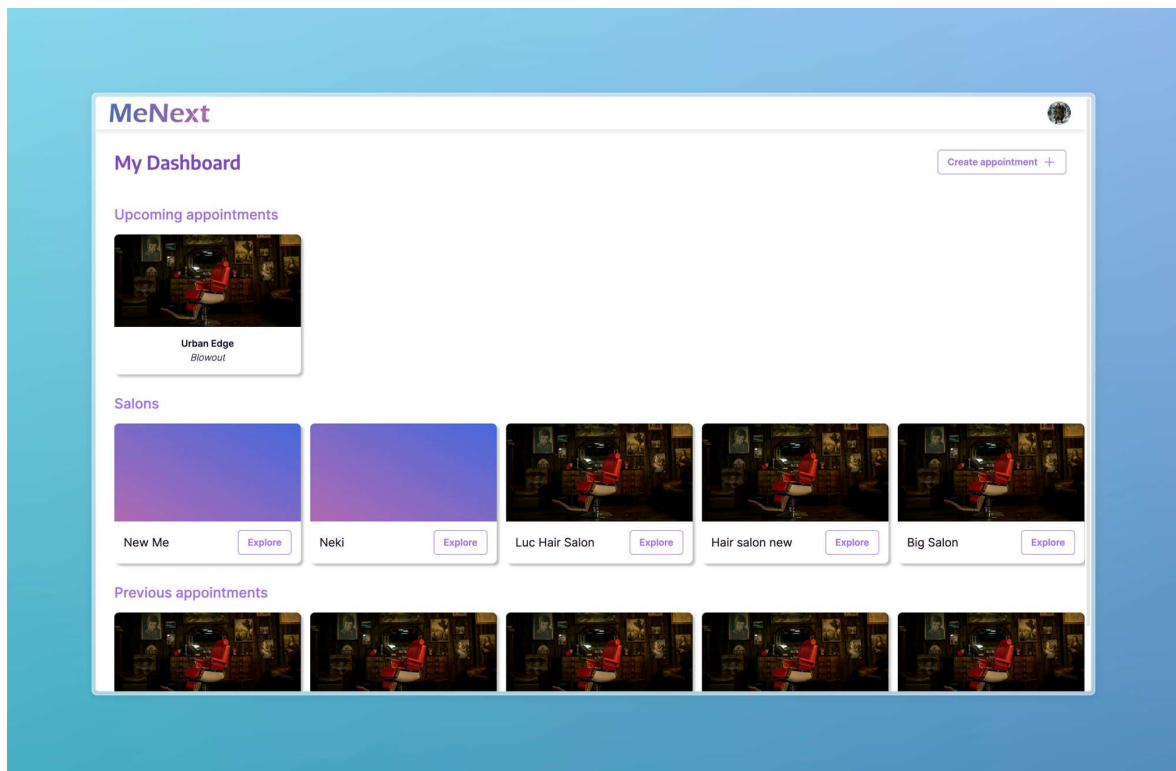 MeNext
My Dashboard
Create appointment +
Upcoming appointments
Urban Edge
Blowout
Salons
New Me
Explore
Neki
Explore
Luc Hair Salon
Explore
Hair salon new
Explore
Big Salon
Explore
Previous appointments